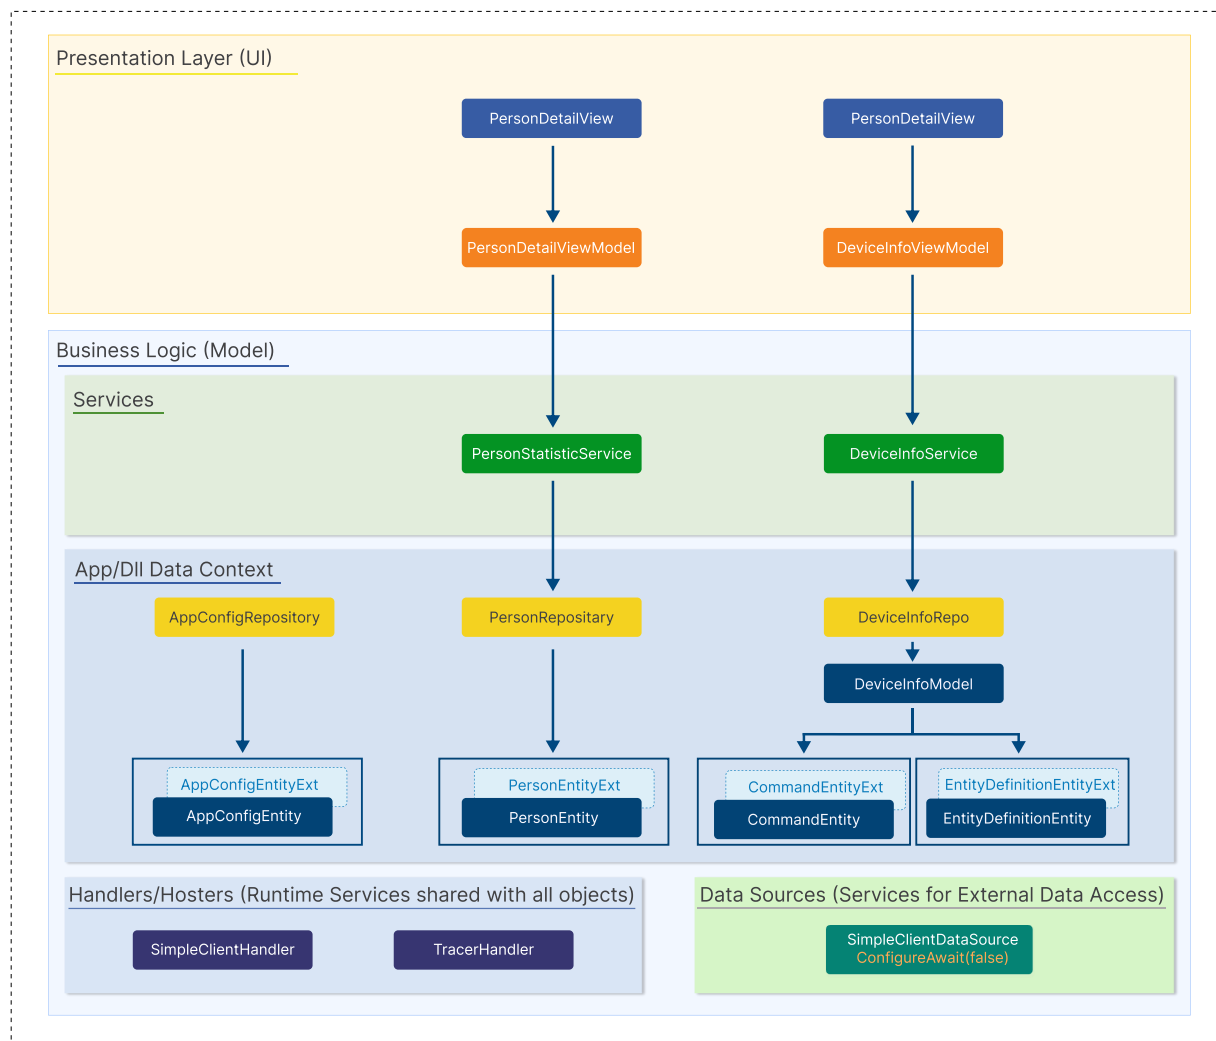 Presentation Layer (UI)
PersonDetailView
PersonDetailView
PersonDetailViewModel
DeviceInfoViewModel
Business Logic (Model)
Services
PersonStatisticService
DeviceInfoService
App/Dll Data Context
AppConfigRepository
PersonRepositary
DeviceInfoRepo
DeviceInfoModel
AppConfigEntityExt
AppConfigEntity
PersonEntityExt
PersonEntity
CommandEntityExt
CommandEntity
EntityDefinitionEntityExt
EntityDefinitionEntity
Handlers/Hosters (Runtime Services shared with all objects)
SimpleClientHandler
TracerHandler
Data Sources (Services for External Data Access)
SimpleClientDataSource
ConfigureAwait(false)